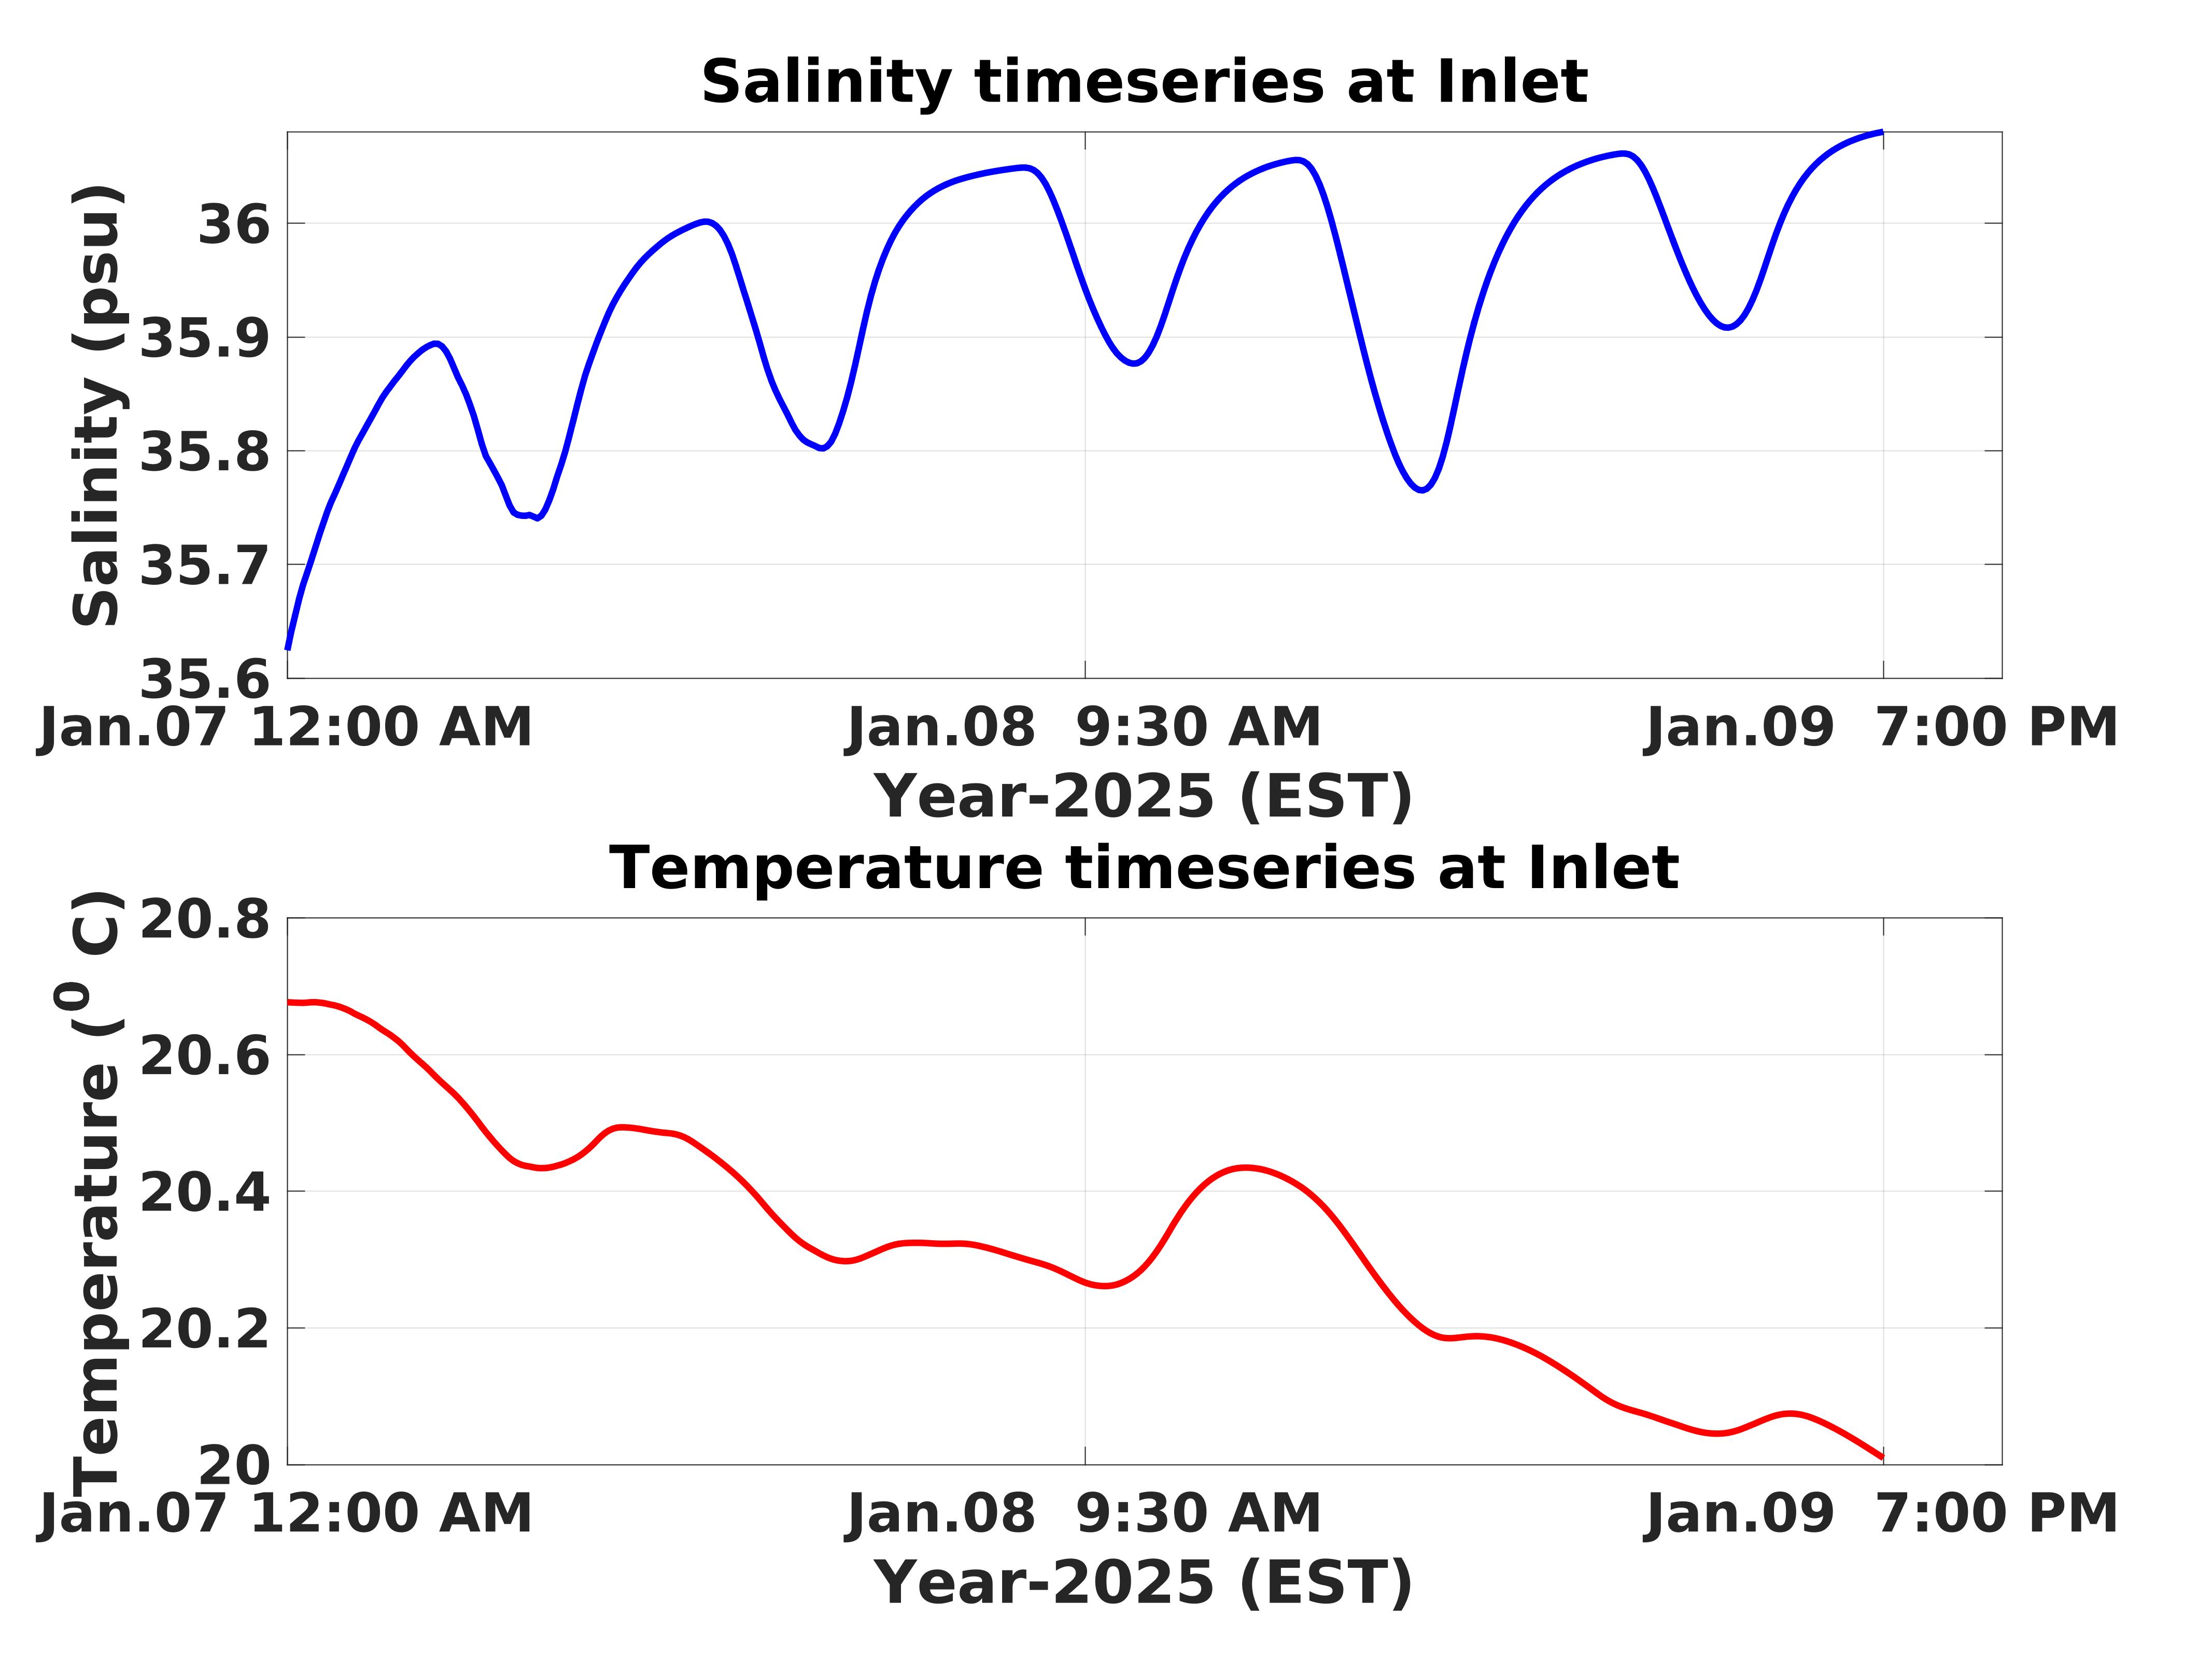 Salinity timeseries at Inlet
Salinity (psu)
36
35.9
35.8
35.7
35.6
Jan.07 12:00 AM
Jan.08  9:30 AM
Jan.09  7:00 PM
Year-2025 (EST)
Temperature timeseries at Inlet
Temperature (⁰ C)
20.8
20.6
20.4
20.2
20
Jan.07 12:00 AM
Jan.08  9:30 AM
Jan.09  7:00 PM
Year-2025 (EST)